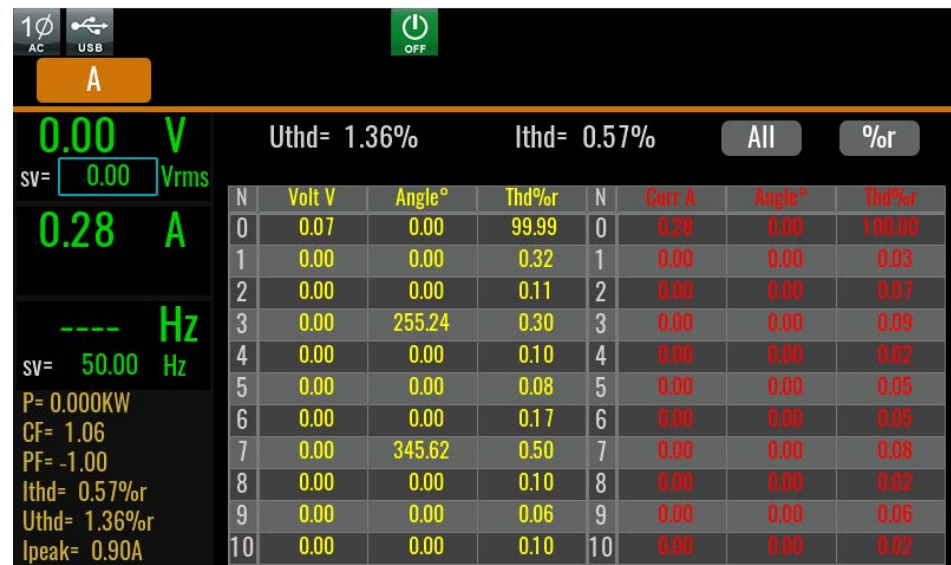 1Ø AC USB OFF
A
0.00 V
sv= 0.00 Vrms
0.28 A
---- Hz
sv= 50.00 Hz
P= 0.000KW
CF= 1.06
PF= -1.00
Ithd= 0.57%r
Uthd= 1.36%r
Ipeak= 0.90A
Uthd= 1.36% Ithd= 0.57% All %r
N Volt V Angle° Thd%r N Curr A Angle° Thd%r
0 0.07 0.00 99.99 0 0.28 0.00 100.00
1 0.00 0.00 0.32 1 0.00 0.00 0.03
2 0.00 0.00 0.11 2 0.00 0.00 0.07
3 0.00 255.24 0.30 3 0.00 0.00 0.09
4 0.00 0.00 0.10 4 0.00 0.00 0.02
5 0.00 0.00 0.08 5 0.00 0.00 0.05
6 0.00 0.00 0.17 6 0.00 0.00 0.05
7 0.00 345.62 0.50 7 0.00 0.00 0.08
8 0.00 0.00 0.10 8 0.00 0.00 0.02
9 0.00 0.00 0.06 9 0.00 0.00 0.06
10 0.00 0.00 0.10 10 0.00 0.00 0.02